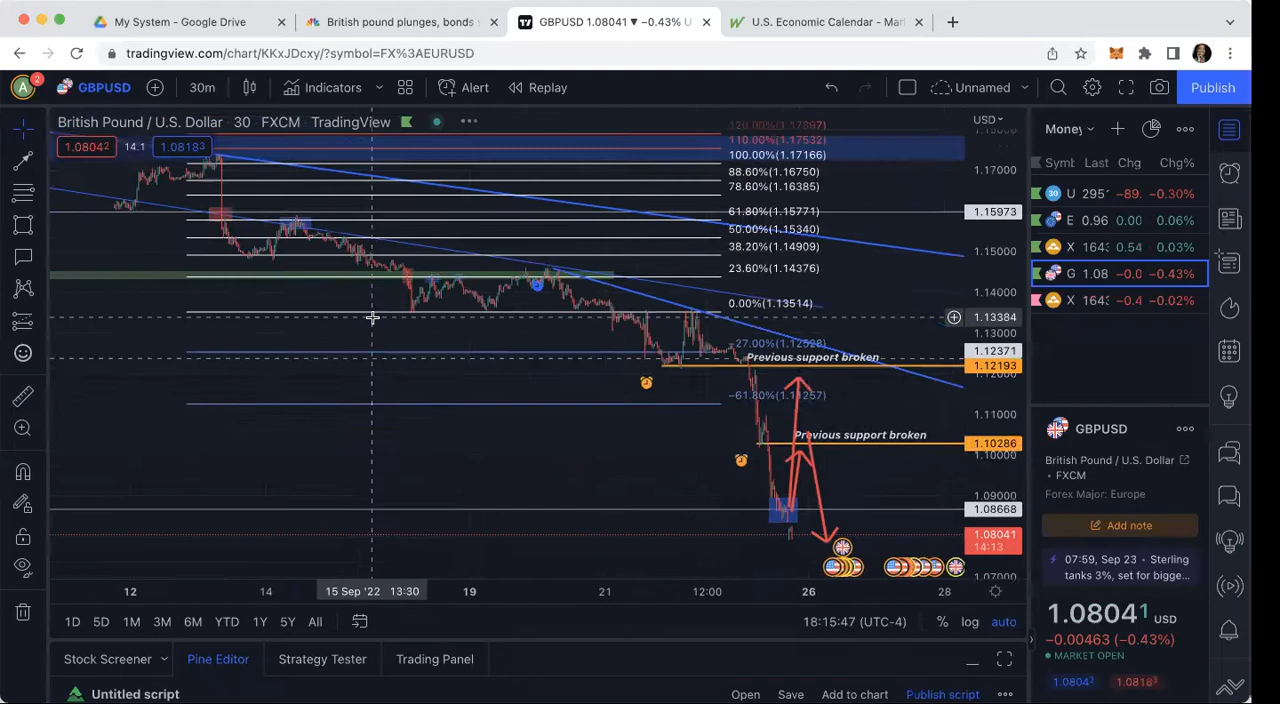 My System - Google Drive
British pound plunges, bonds
GBPUSD 1.08041 ▼ −0.43% U
U.S. Economic Calendar - Mar
tradingview.com/chart/KKxJDcxy/?symbol=FX%3AEURUSD
A
2
GBPUSD
30m
Indicators
Alert
Replay
Unnamed
Publish
British Pound / U.S. Dollar 30 FXCM TradingView
USD
1.08042
14.1
1.08183
120.00%(1.17897)
110.00%(1.17532)
100.00%(1.17166)
88.60%(1.16750)
78.60%(1.16385)
61.80%(1.15771)
50.00%(1.15340)
38.20%(1.14909)
23.60%(1.14376)
0.00%(1.13514)
−27.00%(1.12528)
−61.80%(1.11257)
Previous support broken
Previous support broken
1.18000
1.17000
1.15973
1.15000
1.14000
1.13384
1.13000
1.12371
1.12193
1.12000
1.11000
1.10286
1.10000
1.09000
1.08668
1.08041
14:13
1.07000
12
14
15 Sep '22 13:30
19
21
12:00
26
28
1D 5D 1M 3M 6M YTD 1Y 5Y All
18:15:47 (UTC-4)
% log auto
Stock Screener
Pine Editor
Strategy Tester
Trading Panel
Untitled script
Open
Save
Add to chart
Publish script
Money
Symb Last Chg Chg%
30 U 295 −89. −0.30%
E 0.96 0.00 0.06%
X 164 0.54 0.03%
G 1.08 −0.0 −0.43%
X 164 −0.4 −0.02%
GBPUSD
British Pound / U.S. Dollar
• FXCM
Forex Major: Europe
Add note
07:59, Sep 23 • Sterling
tanks 3%, set for bigge...
1.08041 USD
−0.00463 (−0.43%)
MARKET OPEN
1.08042
1.08183